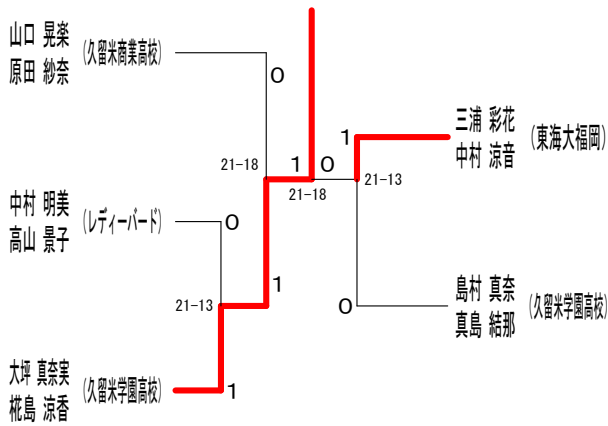 山口 晃楽
原田 紗奈
(久留米商業高校)
0
21-18
1
0
21-18
1
21-13
三浦 彩花
中村 涼音
(東海大福岡)
中村 明美
高山 景子
(レディーバード)
0
21-13
1
0
島村 真奈
真島 結那
(久留米学園高校)
大坪 真奈実
椛島 涼香
(久留米学園高校)
1